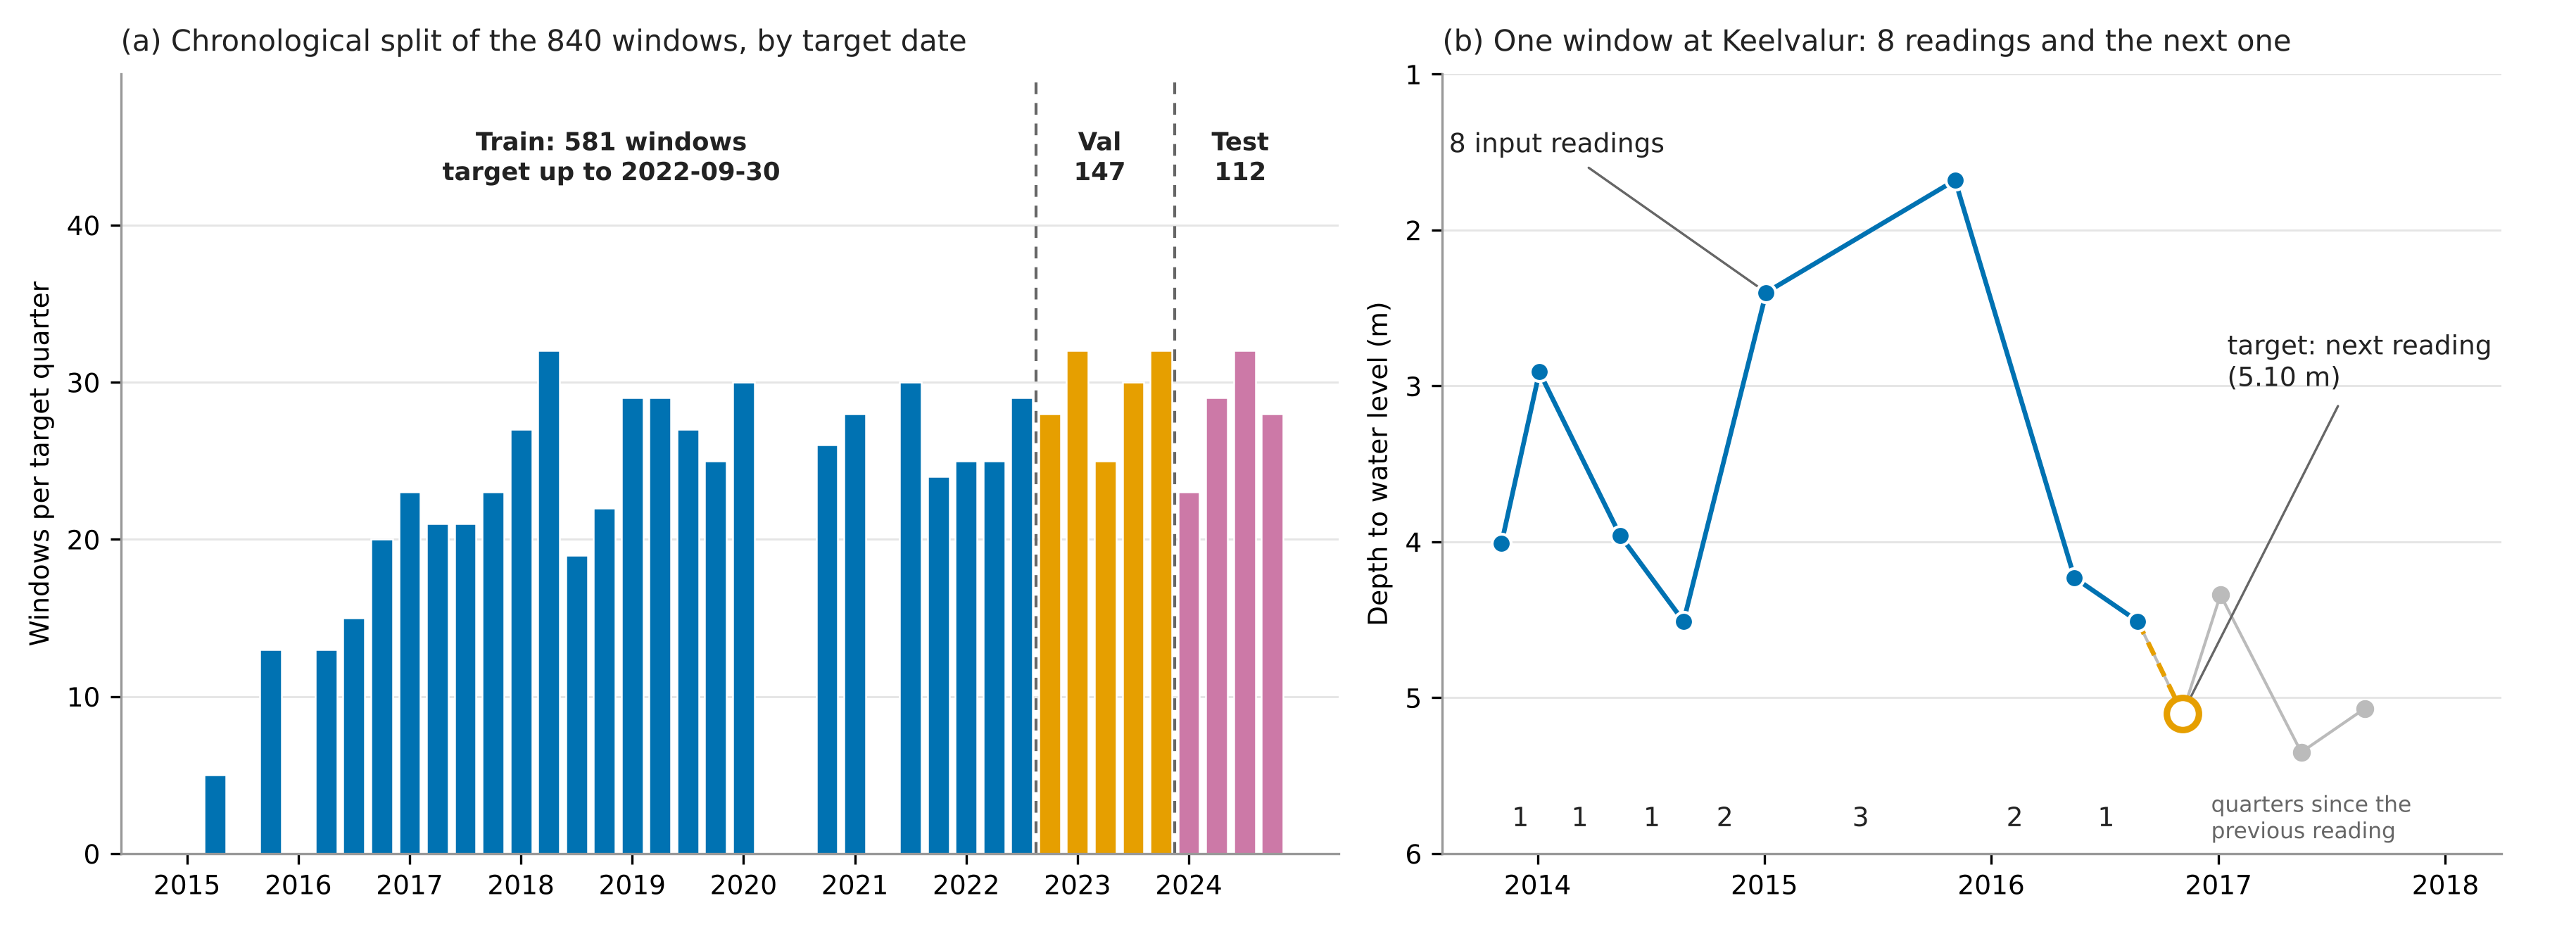 (a) Chronological split of the 840 windows, by target date
Windows per target quarter
40
30
20
10
0
Train: 581 windows
target up to 2022-09-30
Val
147
Test
112
2015 2016 2017 2018 2019 2020 2021 2022 2023 2024
(b) One window at Keelvalur: 8 readings and the next one
Depth to water level (m)
1
2
3
4
5
6
8 input readings
target: next reading
(5.10 m)
1 1 1 2 3 2 1
quarters since the
previous reading
2014 2015 2016 2017 2018